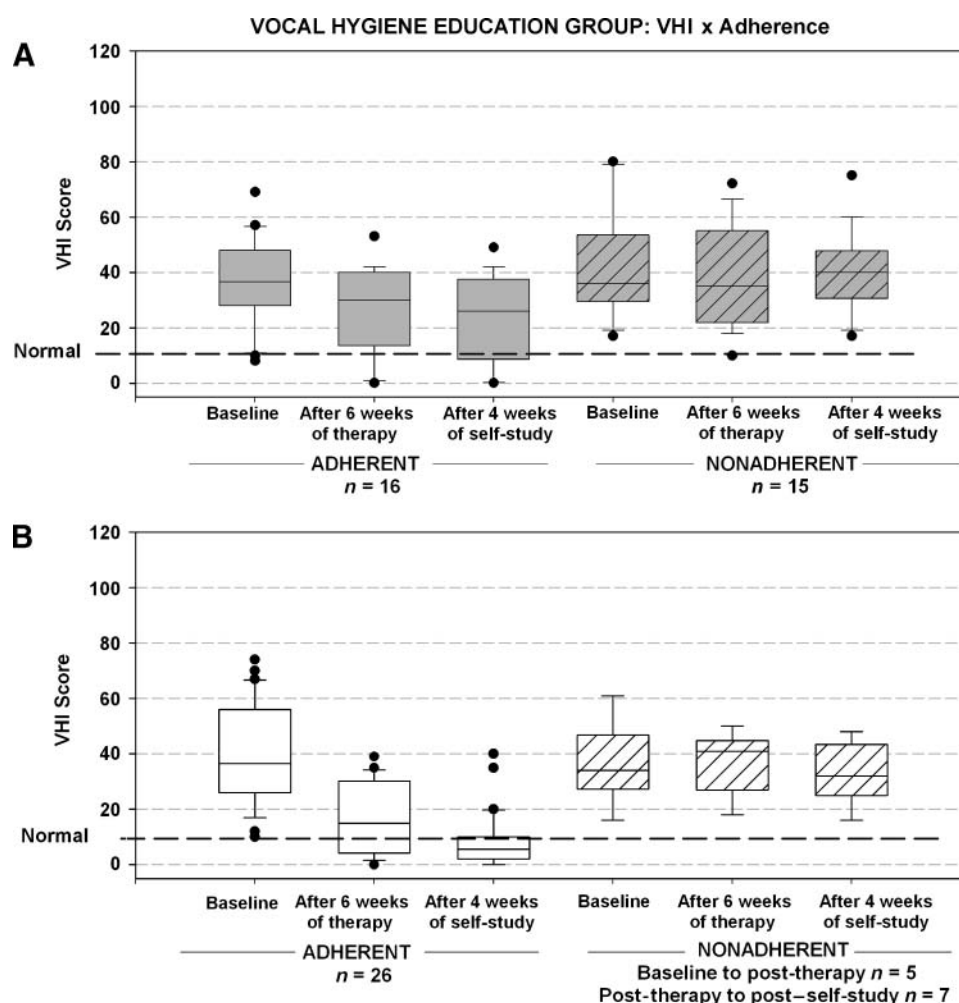 VOCAL HYGIENE EDUCATION GROUP: VHI x Adherence
A
120
100
80
60
40
20
0
VHI Score
Normal
Baseline
After 6 weeks
of therapy
After 4 weeks
of self-study
Baseline
After 6 weeks
of therapy
After 4 weeks
of self-study
ADHERENT
n = 16
NONADHERENT
n = 15
B
120
100
80
60
40
20
0
VHI Score
Normal
Baseline
After 6 weeks
of therapy
After 4 weeks
of self-study
Baseline
After 6 weeks
of therapy
After 4 weeks
of self-study
ADHERENT
n = 26
NONADHERENT
Baseline to post-therapy n = 5
Post-therapy to post–self-study n = 7